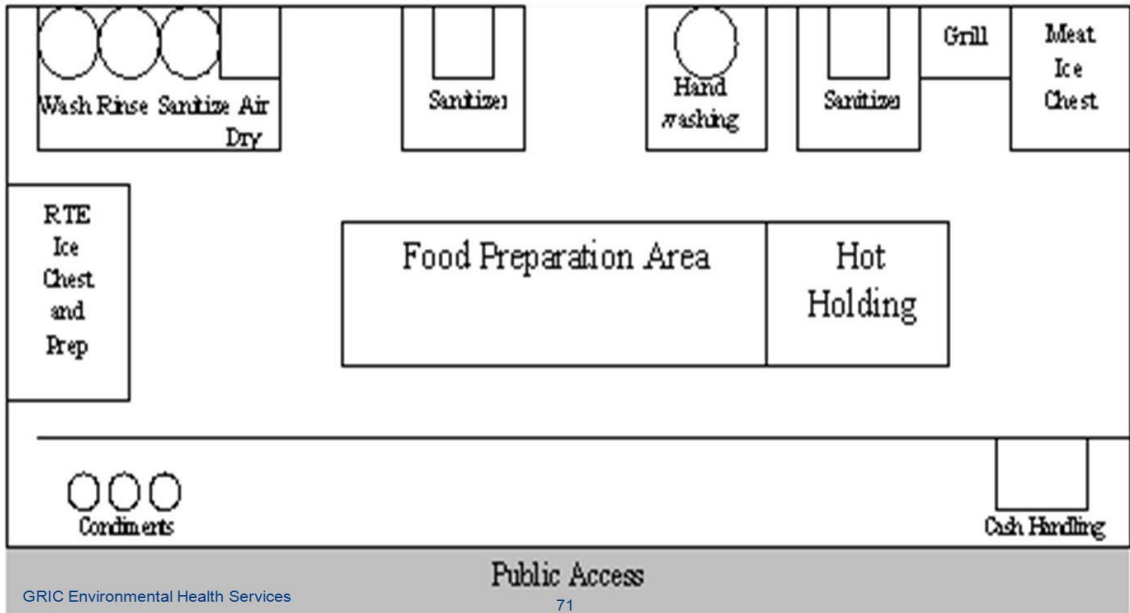 Wash Rinse Sanitize Air
Dry
Sanitizer
Hand
washing
Sanitizer
Grill
Meat
Ice
Chest
RTE
Ice
Chest
and
Prep
Food Preparation Area
Hot
Holding
Condiments
Cash Handling
Public Access
GRIC Environmental Health Services
71